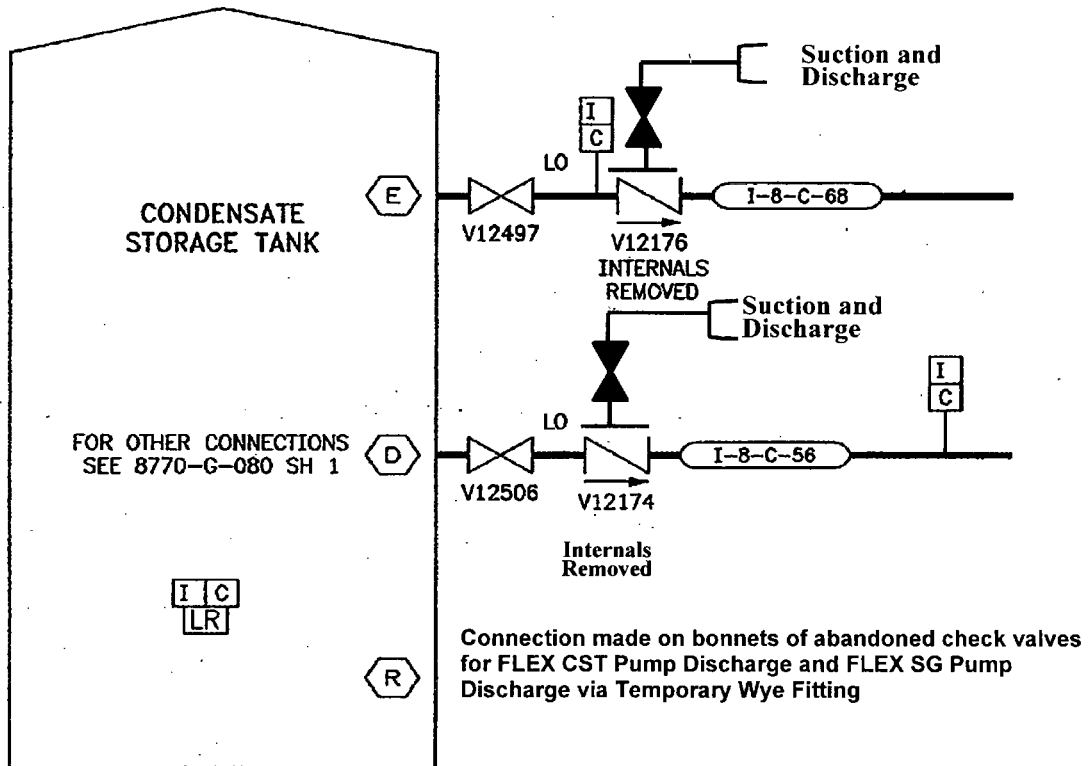 Suction and
Discharge
I
C
LO
E
I-8-C-68
CONDENSATE
STORAGE TANK
V12497
V12176
INTERNALS
REMOVED
Suction and
Discharge
I
C
LO
FOR OTHER CONNECTIONS
SEE 8770-G-080 SH 1
D
I-8-C-56
V12506
V12174
Internals
Removed
I C
LR
R
Connection made on bonnets of abandoned check valves
for FLEX CST Pump Discharge and FLEX SG Pump
Discharge via Temporary Wye Fitting